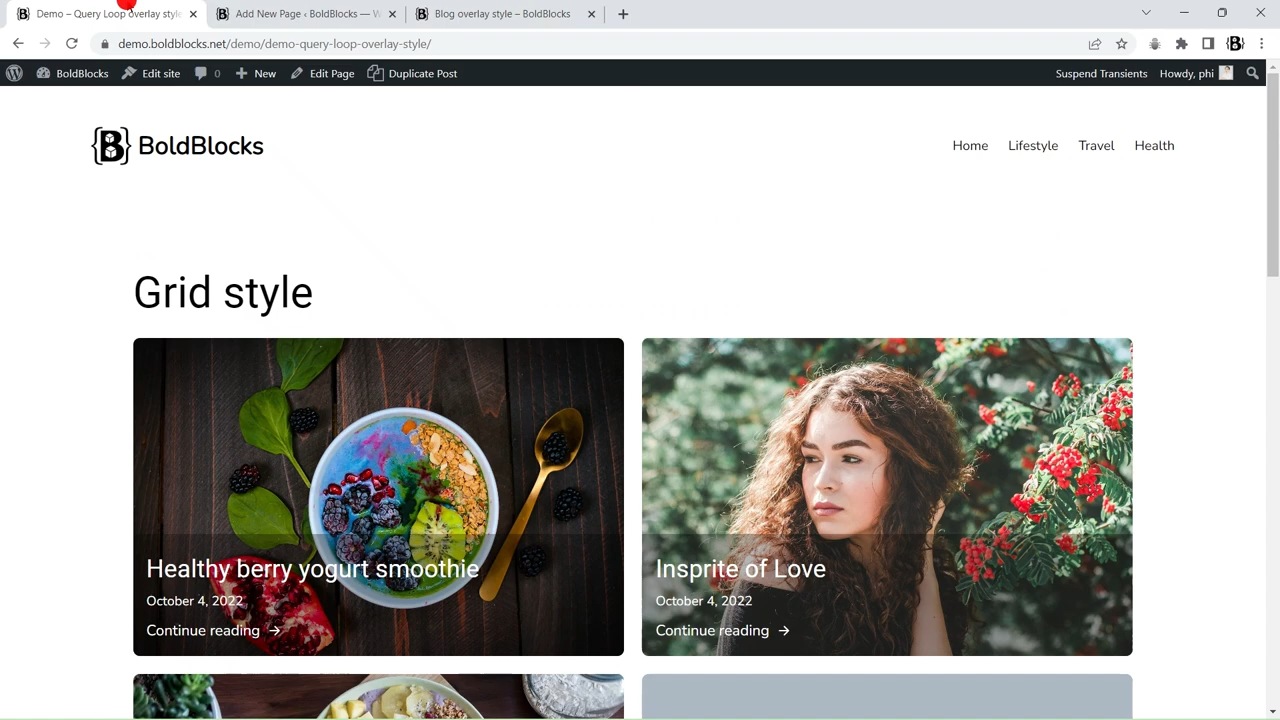 Demo – Query Loop overlay style
Add New Page ‹ BoldBlocks — W
Blog overlay style – BoldBlocks
demo.boldblocks.net/demo/demo-query-loop-overlay-style/
BoldBlocks
Edit site
0
New
Edit Page
Duplicate Post
Suspend Transients
Howdy, phi
{B} BoldBlocks
Home
Lifestyle
Travel
Health
Grid style
Healthy berry yogurt smoothie
October 4, 2022
Continue reading →
Insprite of Love
October 4, 2022
Continue reading →